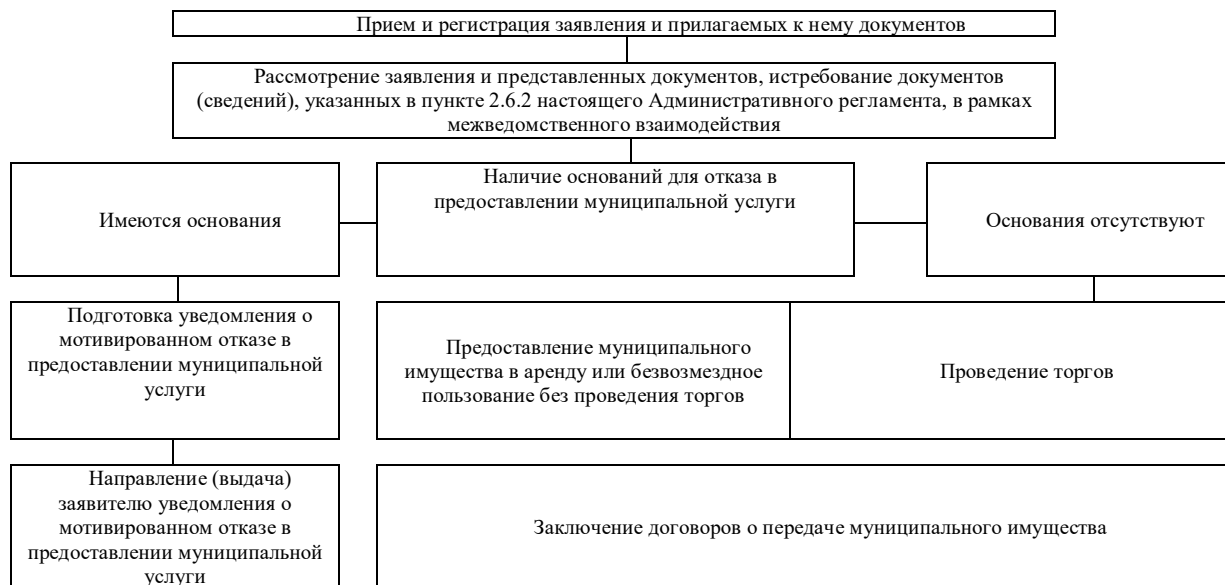 Прием и регистрация заявления и прилагаемых к нему документов
Рассмотрение заявления и представленных документов, истребование документов
(сведений), указанных в пункте 2.6.2 настоящего Административного регламента, в рамках
межведомственного взаимодействия
Имеются основания
Наличие оснований для отказа в
предоставлении муниципальной услуги
Основания отсутствуют
Подготовка уведомления о
мотивированном отказе в
предоставлении муниципальной
услуги
Предоставление муниципального
имущества в аренду или безвозмездное
пользование без проведения торгов
Проведение торгов
Направление (выдача)
заявителю уведомления о
мотивированном отказе в
предоставлении муниципальной
услуги
Заключение договоров о передаче муниципального имущества